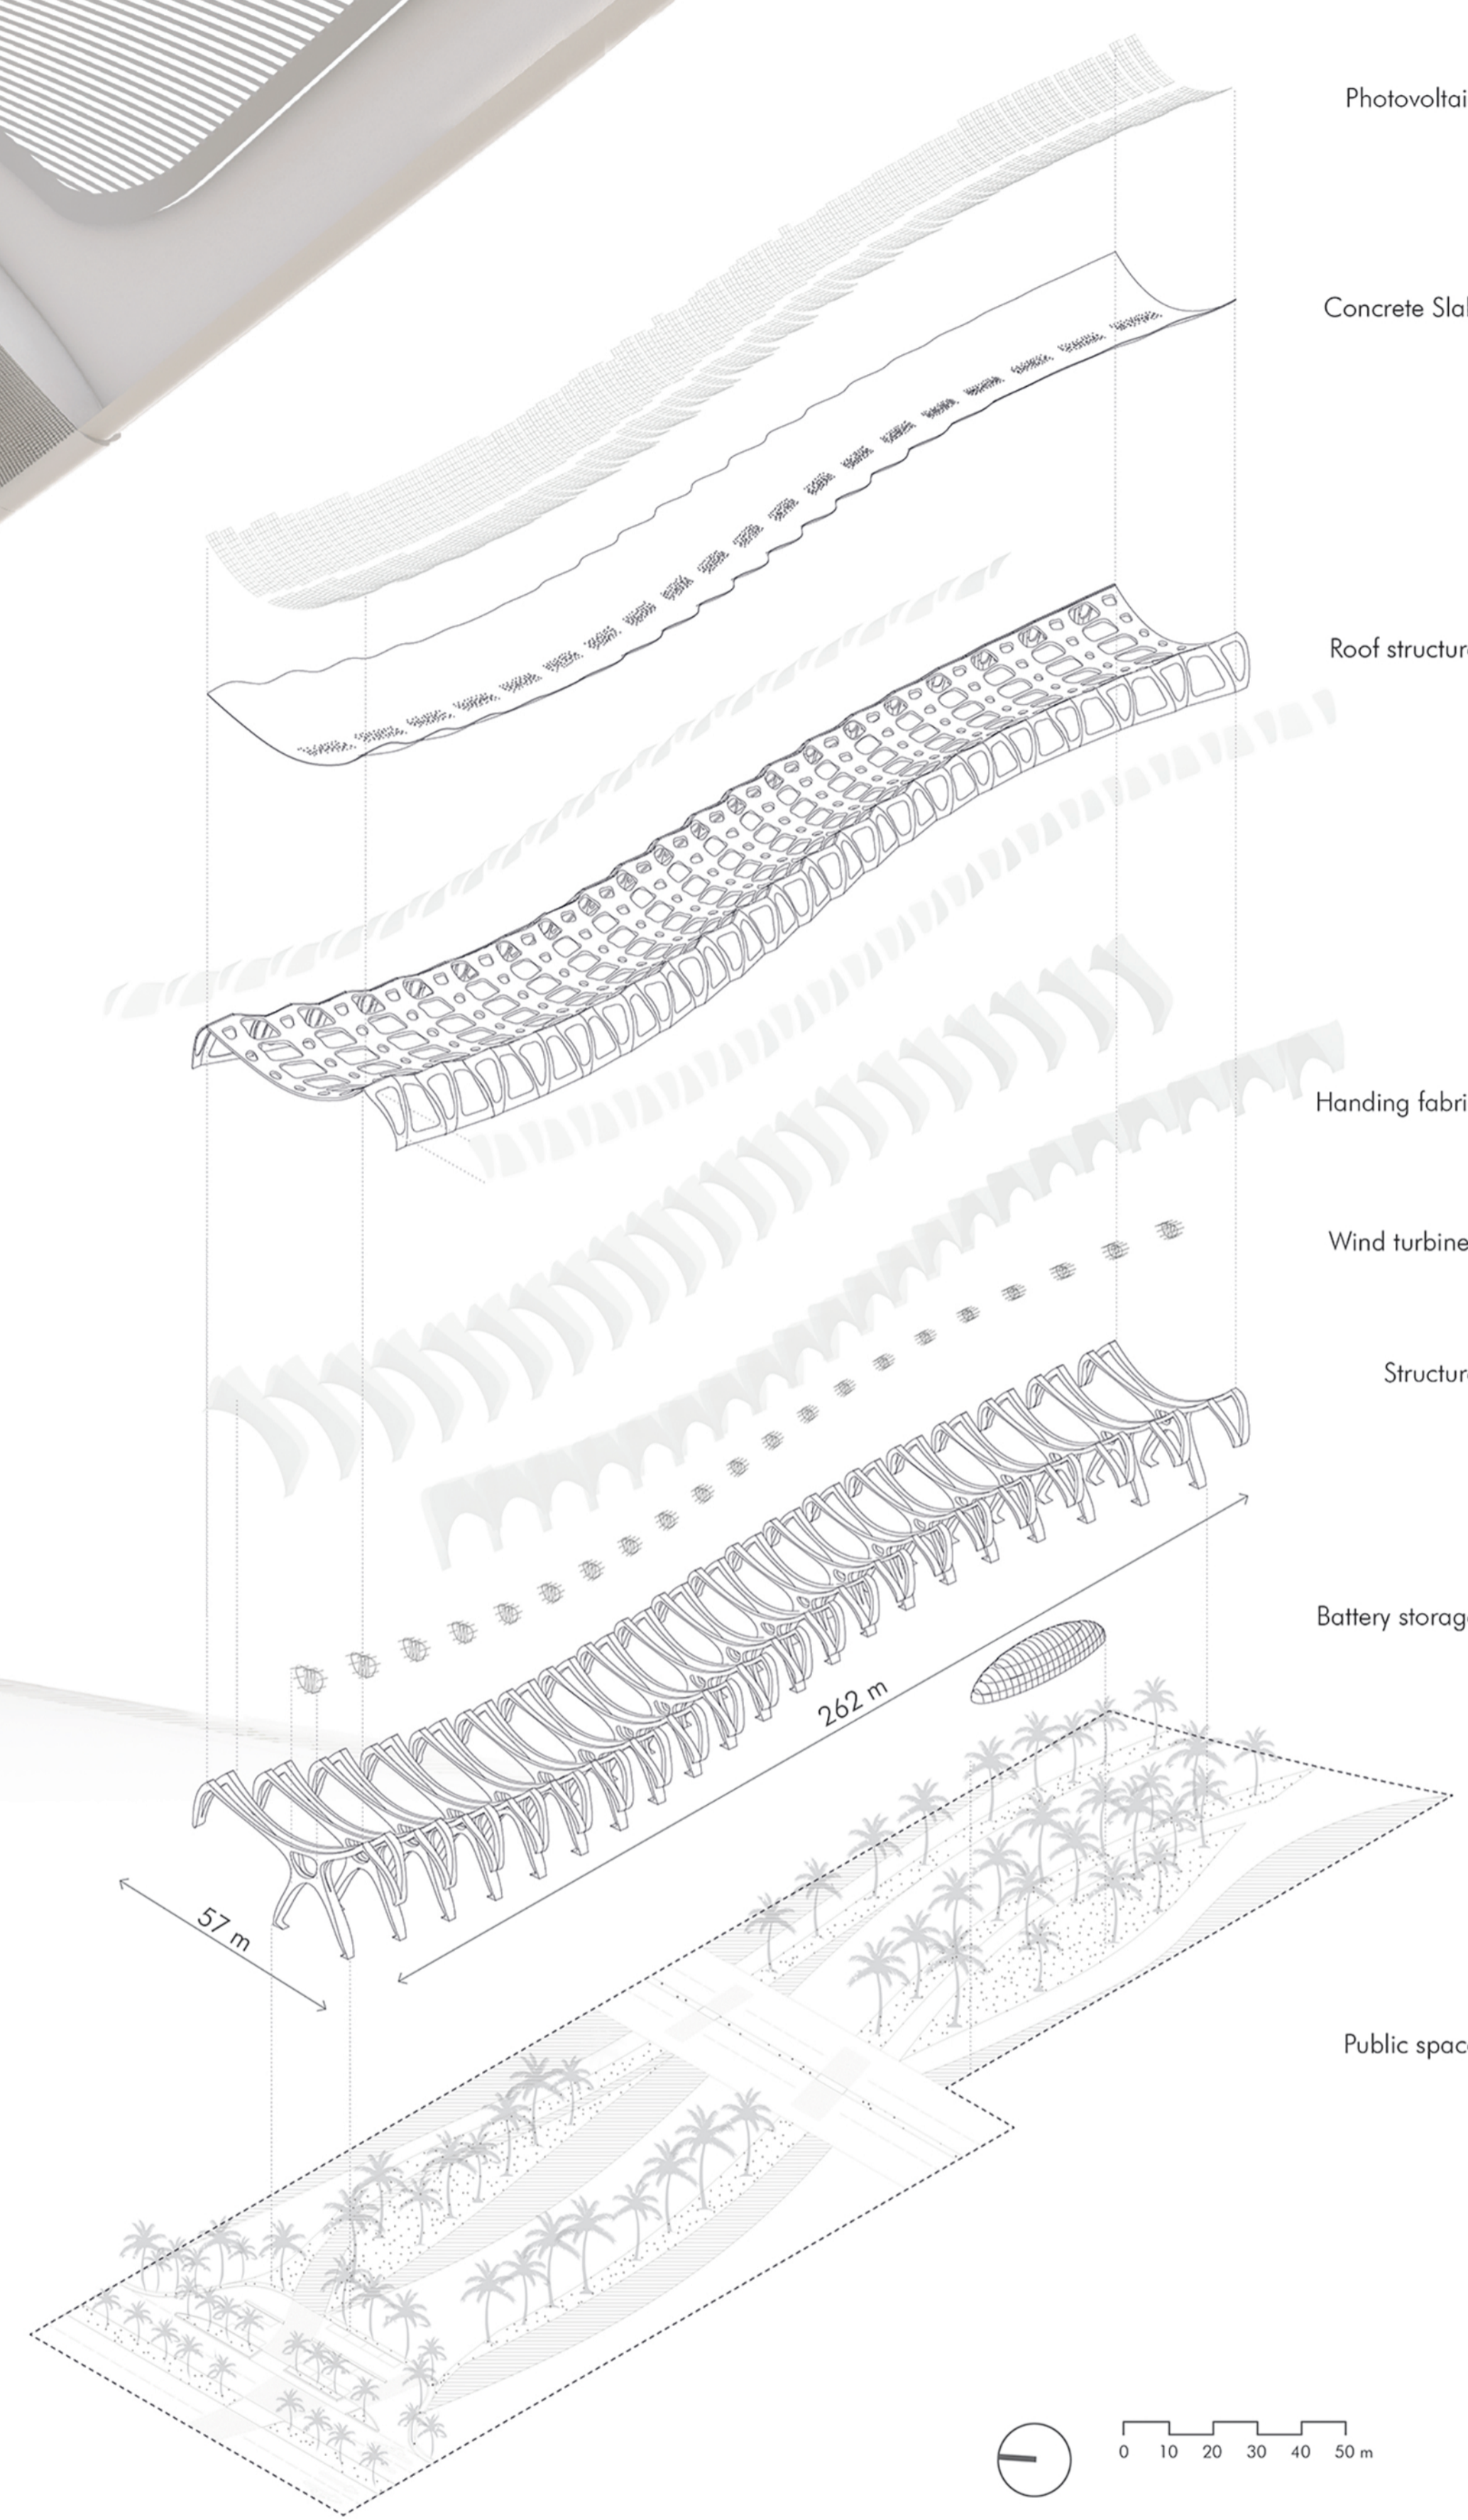 Photovoltai
Concrete Slal
Roof structur
Handing fabri
Wind turbine
Structur
Battery storag
262 m
57 m
Public spac
0 10 20 30 40 50 m